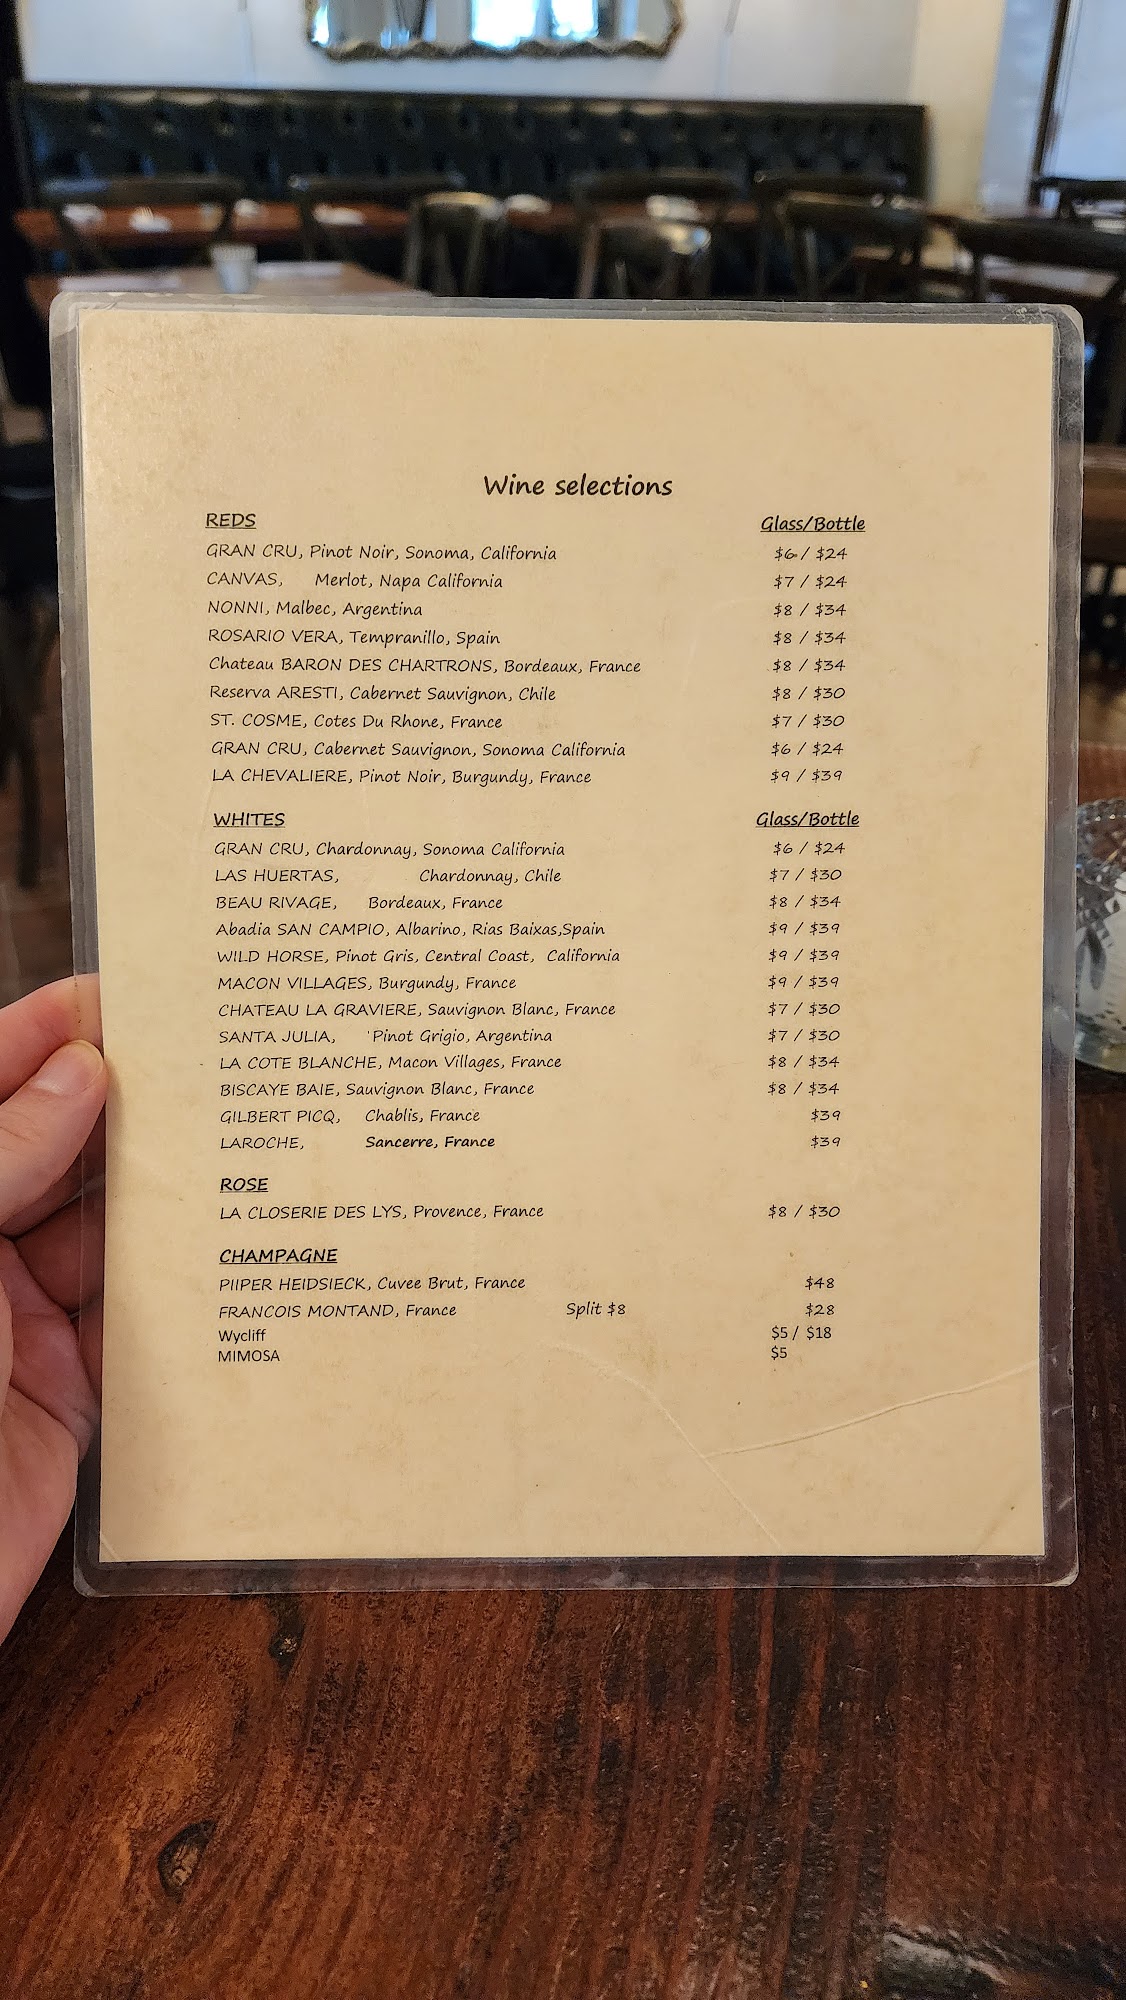 Wine selections
REDS Glass/Bottle
GRAN CRU, Pinot Noir, Sonoma, California $6 / $24
CANVAS, Merlot, Napa California $7 / $24
NONNI, Malbec, Argentina $8 / $34
ROSARIO VERA, Tempranillo, Spain $8 / $34
Chateau BARON DES CHARTRONS, Bordeaux, France $8 / $34
Reserva ARESTI, Cabernet Sauvignon, Chile $8 / $30
ST. COSME, Cotes Du Rhone, France $7 / $30
GRAN CRU, Cabernet Sauvignon, Sonoma California $6 / $24
LA CHEVALIERE, Pinot Noir, Burgundy, France $9 / $39
WHITES Glass/Bottle
GRAN CRU, Chardonnay, Sonoma California $6 / $24
LAS HUERTAS, Chardonnay, Chile $7 / $30
BEAU RIVAGE, Bordeaux, France $8 / $34
Abadia SAN CAMPIO, Albarino, Rias Baixas,Spain $9 / $39
WILD HORSE, Pinot Gris, Central Coast, California $9 / $39
MACON VILLAGES, Burgundy, France $9 / $39
CHATEAU LA GRAVIERE, Sauvignon Blanc, France $7 / $30
SANTA JULIA, 'Pinot Grigio, Argentina $7 / $30
LA COTE BLANCHE, Macon Villages, France $8 / $34
BISCAYE BAIE, Sauvignon Blanc, France $8 / $34
GILBERT PICQ, Chablis, France $39
LAROCHE, Sancerre, France $39
ROSE
LA CLOSERIE DES LYS, Provence, France $8 / $30
CHAMPAGNE
PIIPER HEIDSIECK, Cuvee Brut, France $48
FRANCOIS MONTAND, France Split $8 $28
Wycliff $5 / $18
MIMOSA $5